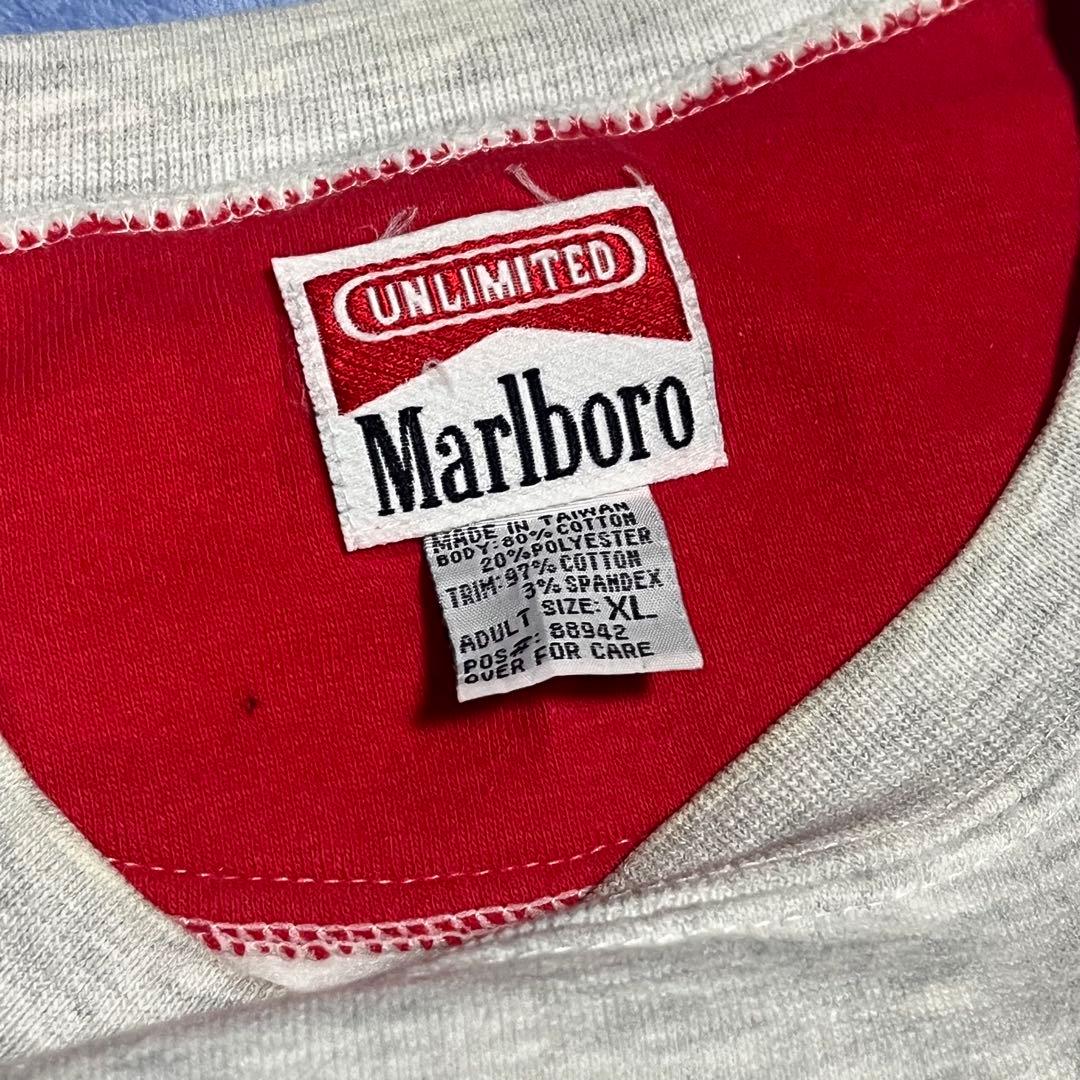 UNLIMITED
Marlboro
MADE IN TAIWAN
BODY: 80% COTTON
20% POLYESTER
TRIM: 97% COTTON
3% SPANDEX
ADULT SIZE: XL
POS#: 88942
OVER FOR CARE